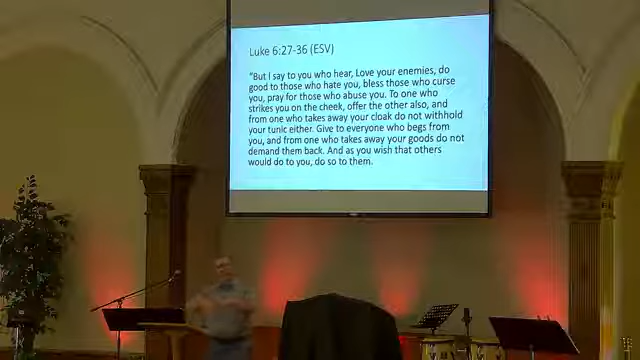 Luke 6:27-36 (ESV)
"But I say to you who hear, Love your enemies, do
good to those who hate you, bless those who curse
you, pray for those who abuse you. To one who
strikes you on the cheek, offer the other also, and
from one who takes away your cloak do not withhold
your tunic either. Give to everyone who begs from
you, and from one who takes away your goods do not
demand them back. And as you wish that others
would do to you, do so to them.